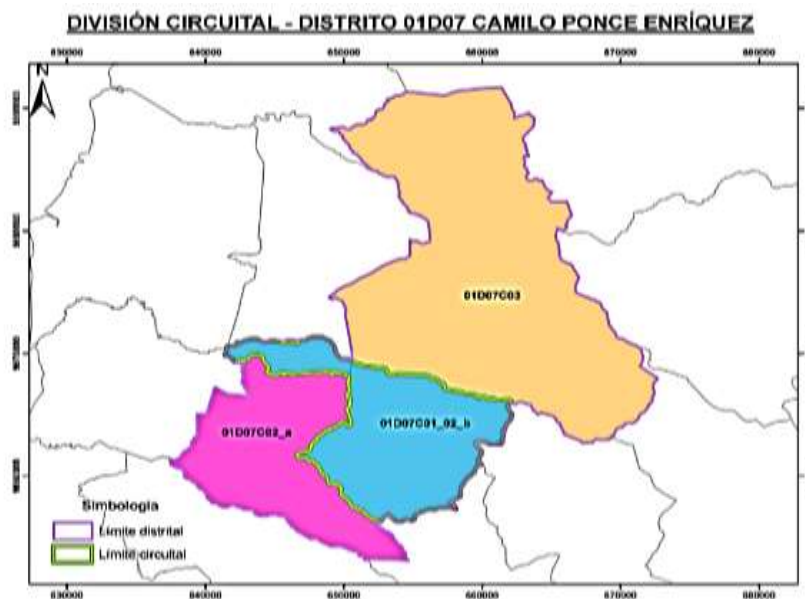 DIVISIÓN CIRCUITAL - DISTRITO 01D07 CAMILO PONCE ENRÍQUEZ
630000 640000 650000 660000 670000 680000
N
01D07C03
01D07C02_a
01D07C01_02_b
Simbología
Límite distrital
Límite circuital
630000 640000 650000 660000 670000 680000